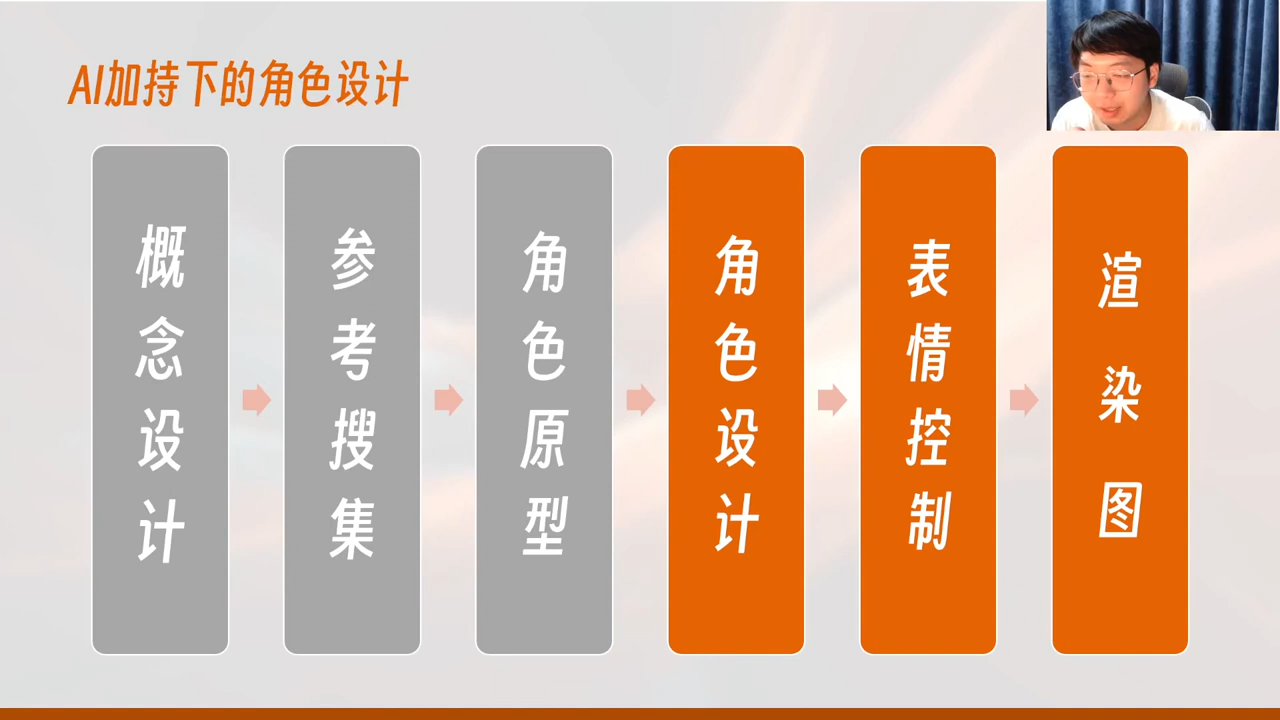 AI加持下的角色设计
概念设计
参考搜集
角色原型
角色设计
表情控制
渲染图